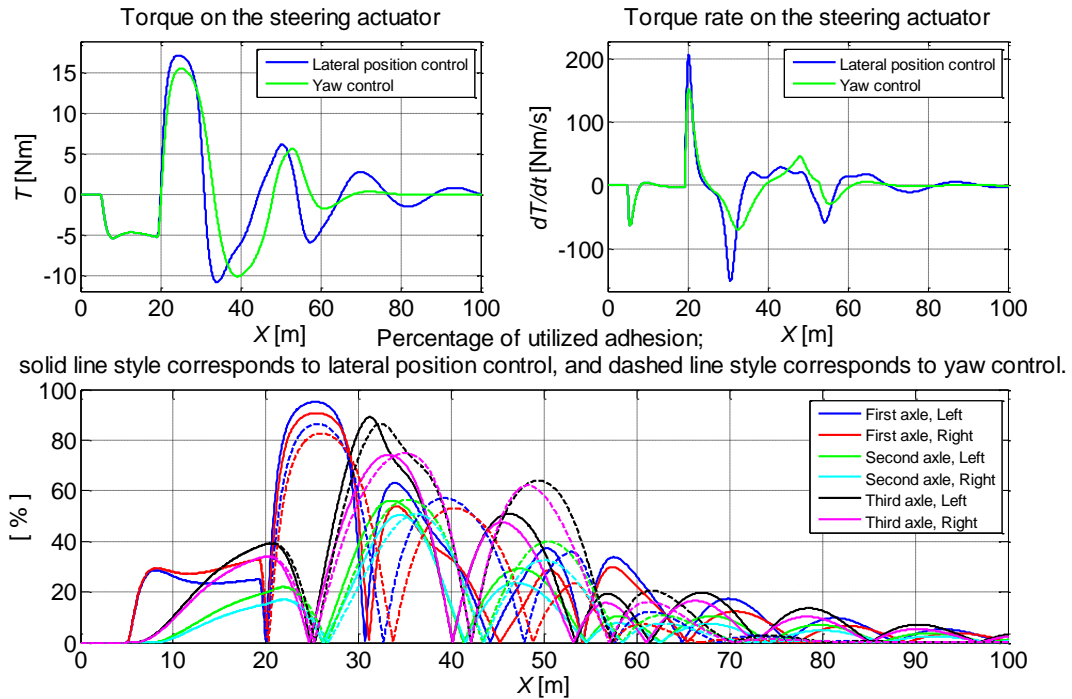 Torque on the steering actuator
Torque rate on the steering actuator
T [Nm]
15
10
5
0
-5
-10
Lateral position control
Yaw control
0 20 40 60 80 100
X [m]
dT/dt [Nm/s]
200
100
0
-100
Lateral position control
Yaw control
0 20 40 60 80 100
X [m]
Percentage of utilized adhesion;
solid line style corresponds to lateral position control, and dashed line style corresponds to yaw control.
[ % ]
100
80
60
40
20
0
First axle, Left
First axle, Right
Second axle, Left
Second axle, Right
Third axle, Left
Third axle, Right
0 10 20 30 40 50 60 70 80 90 100
X [m]